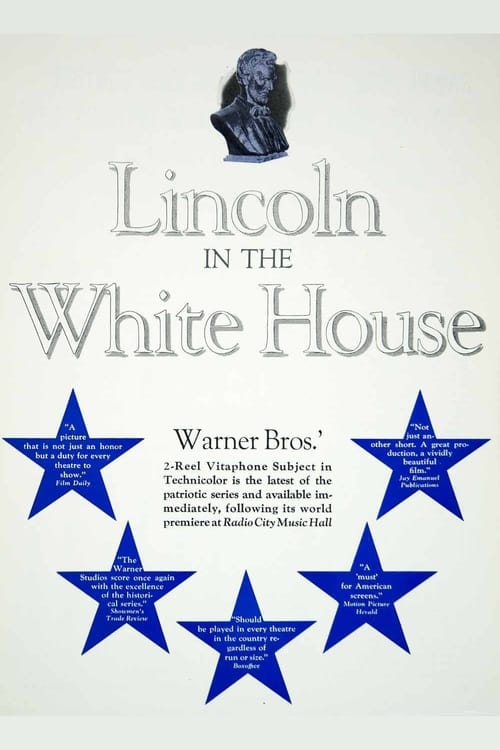 Lincoln
IN THE
White House
"A
picture
that is not just an honor
but a duty for every
theatre to
show."
Film Daily
Warner Bros.'
2-Reel Vitaphone Subject in
Technicolor is the latest of the
patriotic series and available im-
mediately, following its world
premiere at Radio City Music Hall
"Not
just an-
other short. A great pro-
duction, a vividly
beautiful
film."
Jay Emanuel
Publications
"The
Warner
Studios score once again
with the excellence
of the histori-
cal series."
Showmen's
Trade Review
"Should
be played in every theatre
in the country re-
gardless of
run or size."
Boxoffice
"A
'must'
for American
screens."
Motion Picture
Herald